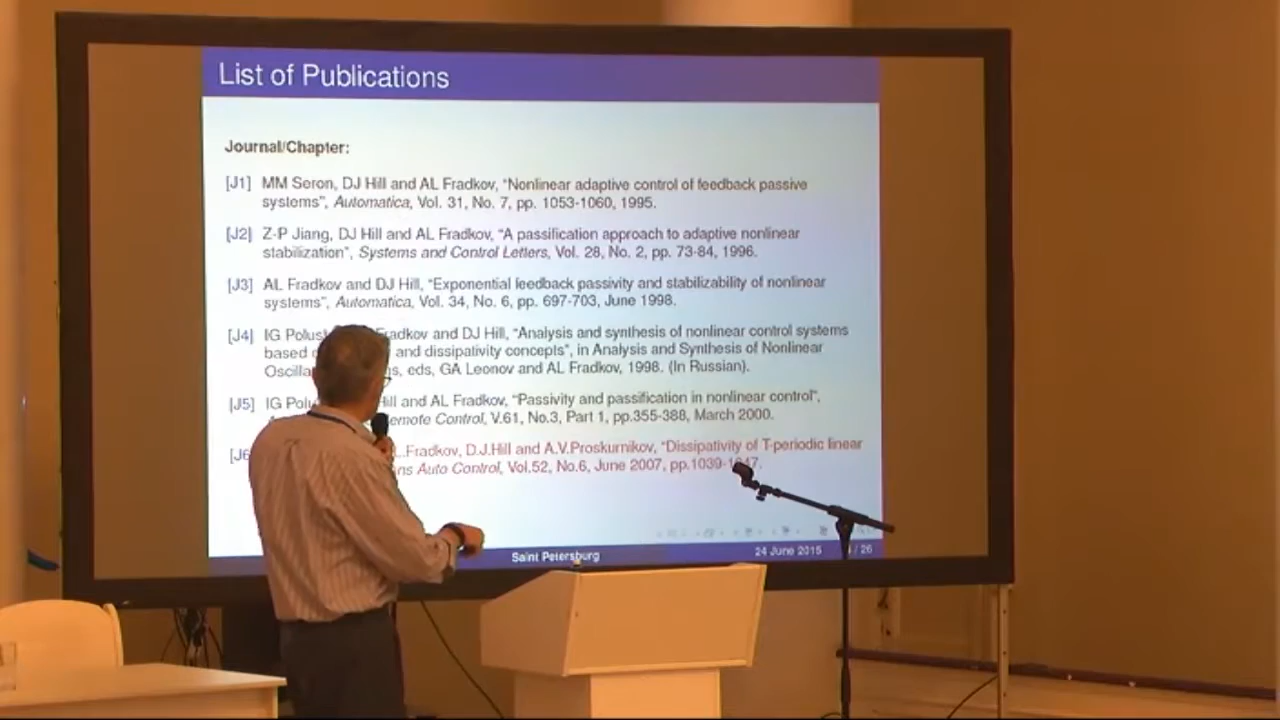 List of Publications
Journal/Chapter:
[J1] MM Seron, DJ Hill and AL Fradkov, "Nonlinear adaptive control of feedback passive
systems", Automatica, Vol. 31, No. 7, pp. 1053-1060, 1995.
[J2] Z-P Jiang, DJ Hill and AL Fradkov, "A passification approach to adaptive nonlinear
stabilization", Systems and Control Letters, Vol. 28, No. 2, pp. 73-84, 1996.
[J3] AL Fradkov and DJ Hill, "Exponential feedback passivity and stabilizability of nonlinear
systems", Automatica, Vol. 34, No. 6, pp. 697-703, June 1998.
[J4] IG Fradkov and DJ Hill, "Analysis and synthesis of nonlinear control systems
based and dissipativity concepts", in Analysis and Synthesis of Nonlinear
eds, GA Leonov and AL Fradkov, 1998. (In Russian).
[J5] IG Hill and AL Fradkov, "Passivity and passification in nonlinear control",
Remote Control, V.61, No.3, Part 1, pp.355-388, March 2000.
Fradkov, D.J.Hill and A.V.Proskurnikov, "Dissipativity of T-periodic linear
Auto Control, Vol.52, No.6, June 2007,
Saint Petersburg 24 June 2015 / 26